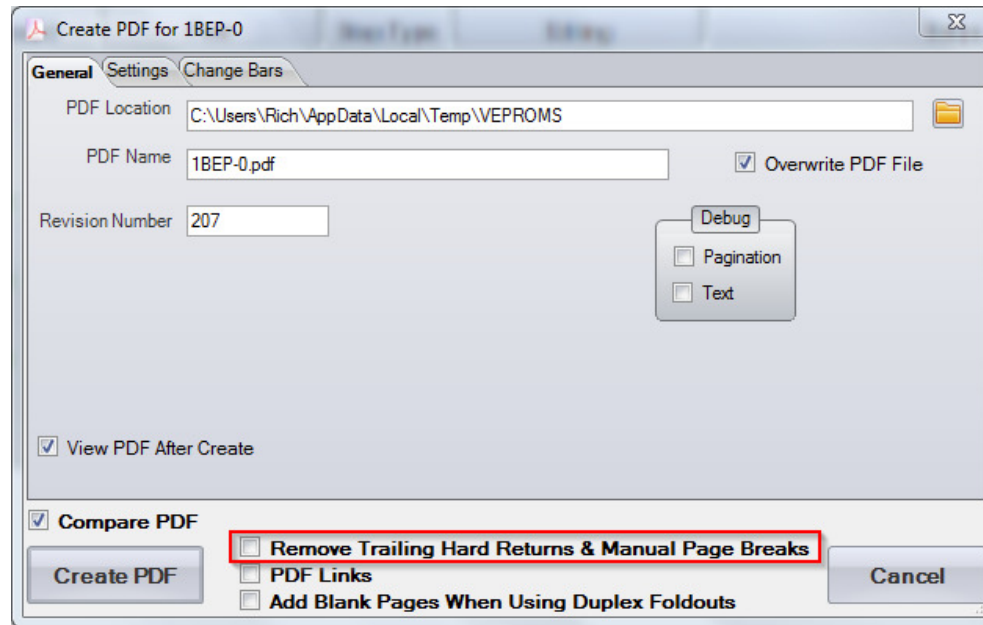 Create PDF for 1BEP-0
General Settings Change Bars
PDF Location C:\Users\Rich\AppData\Local\Temp\VEPROMS
PDF Name 1BEP-0.pdf Overwrite PDF File
Revision Number 207 Debug
Pagination
Text
View PDF After Create
Compare PDF
Remove Trailing Hard Returns & Manual Page Breaks
Create PDF PDF Links Cancel
Add Blank Pages When Using Duplex Foldouts